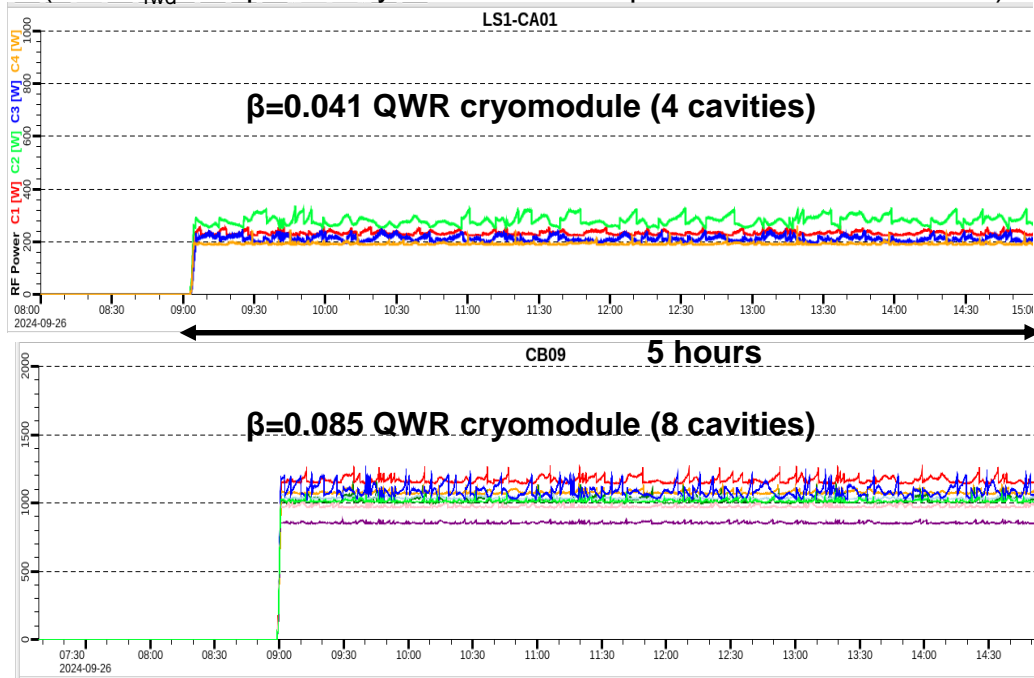 LS1-CA01
RF Power C1 [W] C2 [W] C3 [W] C4 [W]
1000
800
600
400
200
0
β=0.041 QWR cryomodule (4 cavities)
08:00 08:30 09:00 09:30 10:00 10:30 11:00 11:30 12:00 12:30 13:00 13:30 14:00 14:30 15:00
2024-09-26
5 hours
CB09
2000
1500
1000
500
0
β=0.085 QWR cryomodule (8 cavities)
07:30 08:00 08:30 09:00 09:30 10:00 10:30 11:00 11:30 12:00 12:30 13:00 13:30 14:00 14:30
2024-09-26